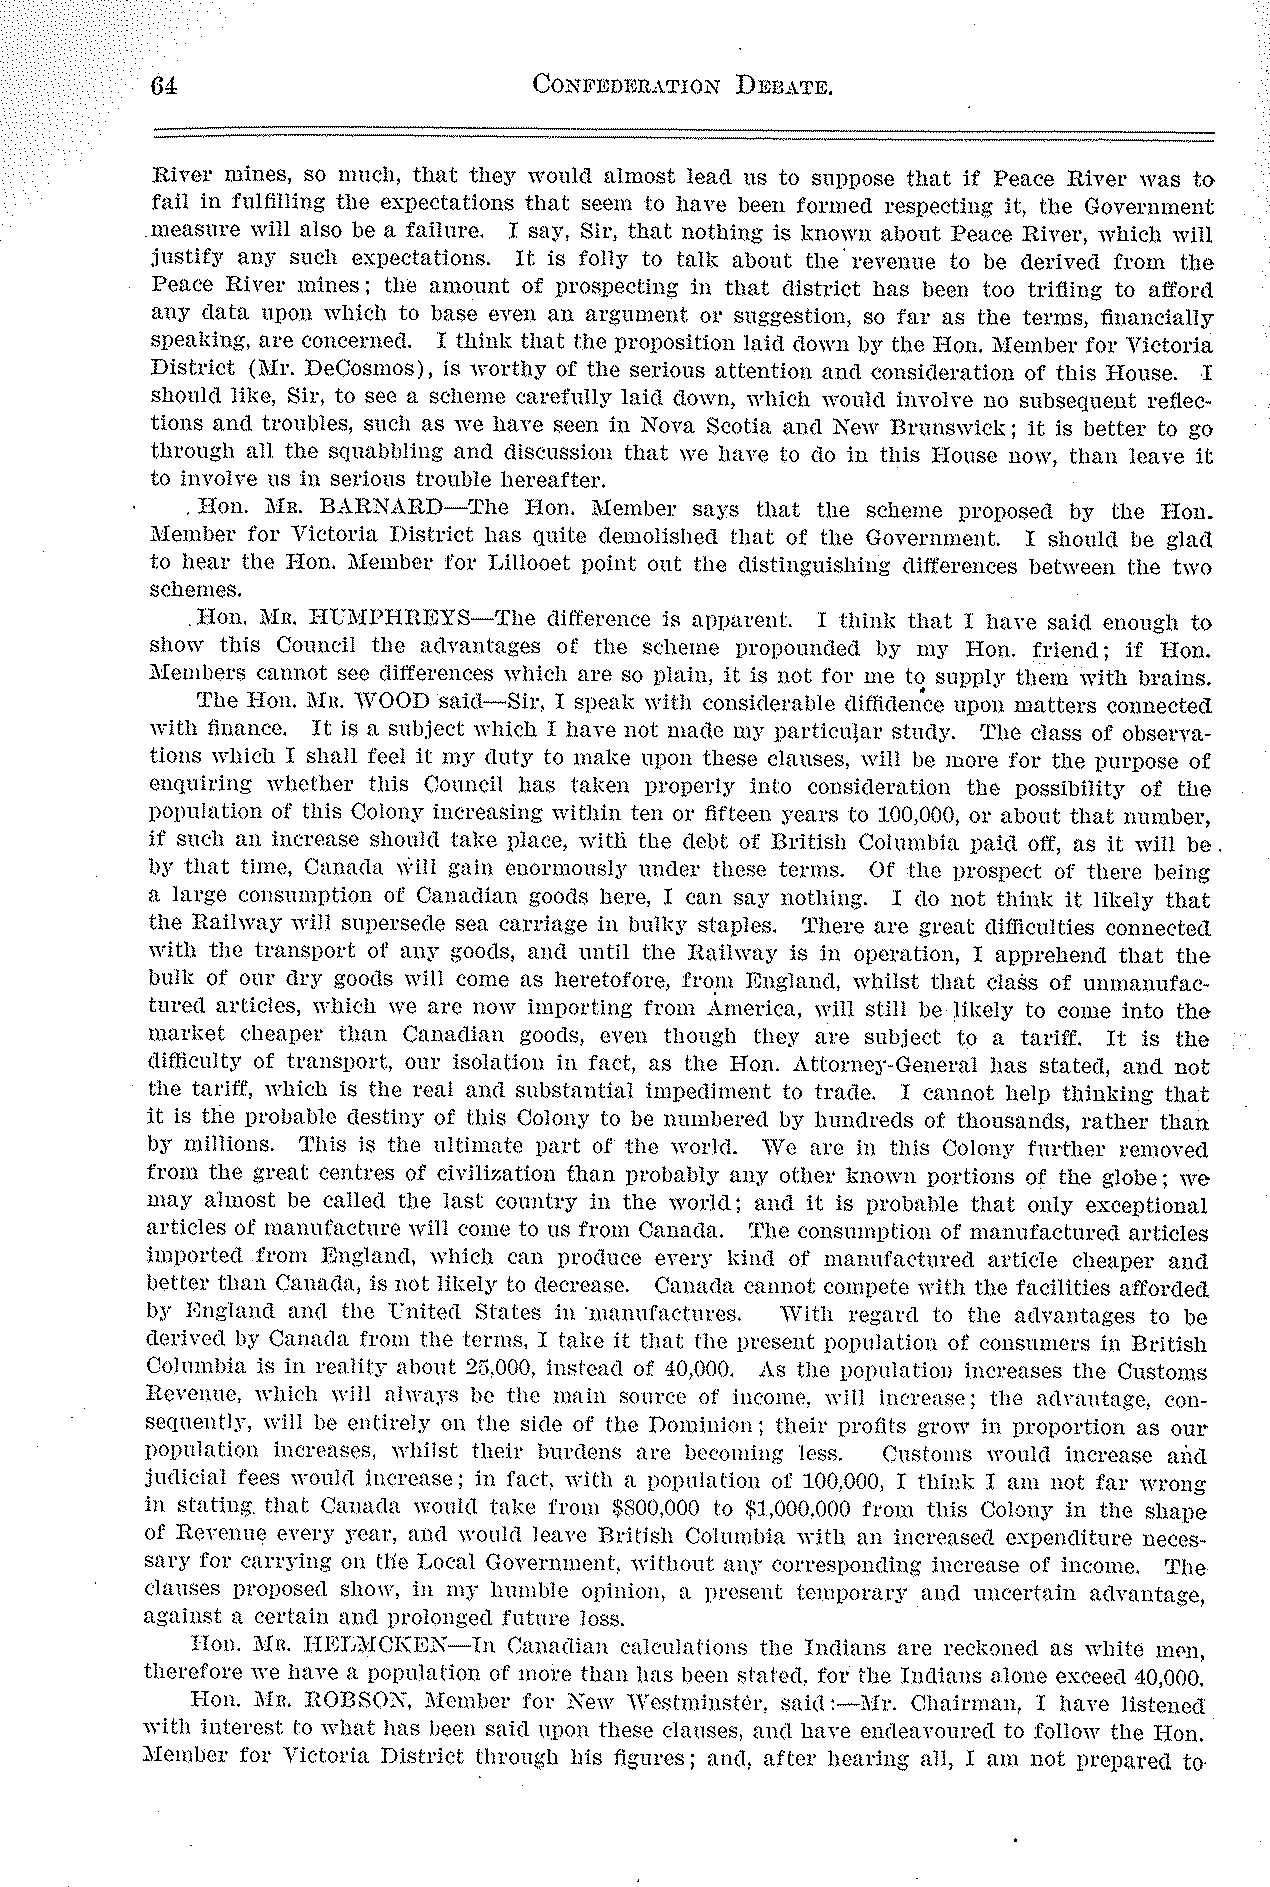 64 CONFEDERATION DEBATE.
River mines, so much, that they would almost lead us to suppose that if Peace River was to
fail in fulfilling the expectations that seem to have been formed respecting it, the Government
measure will also be a failure. I say, Sir, that nothing is known about Peace River, which will
justify any such expectations. It is folly to talk about the revenue to be derived from the
Peace River mines; the amount of prospecting in that district has been too trifling to afford
any data upon which to base even an argument or suggestion, so far as the terms, financially
speaking, are concerned. I think that the proposition laid down by the Hon. Member for Victoria
District (Mr. DeCosmos), is worthy of the serious attention and consideration of this House. I
should like, Sir, to see a scheme carefully laid down, which would involve no subsequent reflec-
tions and troubles, such as we have seen in Nova Scotia and New Brunswick; it is better to go
through all the squabbling and discussion that we have to do in this House now, than leave it
to involve us in serious trouble hereafter.
Hon. MR. BARNARD—The Hon. Member says that the scheme proposed by the Hon.
Member for Victoria District has quite demolished that of the Government. I should be glad
to hear the Hon. Member for Lillooet point out the distinguishing differences between the two
schemes.
Hon. MR. HUMPHREYS—The difference is apparent. I think that I have said enough to
show this Council the advantages of the scheme propounded by my Hon. friend; if Hon.
Members cannot see differences which are so plain, it is not for me to supply them with brains.
The Hon. MR. WOOD said—Sir, I speak with considerable diffidence upon matters connected
with finance. It is a subject which I have not made my particular study. The class of observa-
tions which I shall feel it my duty to make upon these clauses, will be more for the purpose of
enquiring whether this Council has taken properly into consideration the possibility of the
population of this Colony increasing within ten or fifteen years to 100,000, or about that number,
if such an increase should take place, with the debt of British Columbia paid off, as it will be
by that time, Canada will gain enormously under these terms. Of the prospect of there being
a large consumption of Canadian goods here, I can say nothing. I do not think it likely that
the Railway will supersede sea carriage in bulky staples. There are great difficulties connected
with the transport of any goods, and until the Railway is in operation, I apprehend that the
bulk of our dry goods will come as heretofore, from England, whilst that class of unmanufac-
tured articles, which we are now importing from America, will still be likely to come into the
market cheaper than Canadian goods, even though they are subject to a tariff. It is the
difficulty of transport, our isolation in fact, as the Hon. Attorney-General has stated, and not
the tariff, which is the real and substantial impediment to trade. I cannot help thinking that
it is the probable destiny of this Colony to be numbered by hundreds of thousands, rather than
by millions. This is the ultimate part of the world. We are in this Colony further removed
from the great centres of civilization than probably any other known portions of the globe; we
may almost be called the last country in the world; and it is probable that only exceptional
articles of manufacture will come to us from Canada. The consumption of manufactured articles
imported from England, which can produce every kind of manufactured article cheaper and
better than Canada, is not likely to decrease. Canada cannot compete with the facilities afforded
by England and the United States in manufactures. With regard to the advantages to be
derived by Canada from the terms, I take it that the present population of consumers in British
Columbia is in reality about 25,000, instead of 40,000. As the population increases the Customs
Revenue, which will always be the main source of income, will increase; the advantage, con-
sequently, will be entirely on the side of the Dominion; their profits grow in proportion as our
population increases, whilst their burdens are becoming less. Customs would increase and
judicial fees would increase; in fact, with a population of 100,000, I think I am not far wrong
in stating that Canada would take from $800,000 to $1,000,000 from this Colony in the shape
of Revenue every year, and would leave British Columbia with an increased expenditure neces-
sary for carrying on the Local Government, without any corresponding increase of income. The
clauses proposed show, in my humble opinion, a present temporary and uncertain advantage,
against a certain and prolonged future loss.
Hon. MR. HELMCKEN—In Canadian calculations the Indians are reckoned as white men,
therefore we have a population of more than has been stated, for the Indians alone exceed 40,000.
Hon. MR. ROBSON, Member for New Westminster, said:—Mr. Chairman, I have listened
with interest to what has been said upon these clauses, and have endeavoured to follow the Hon.
Member for Victoria District through his figures; and, after hearing all, I am not prepared to